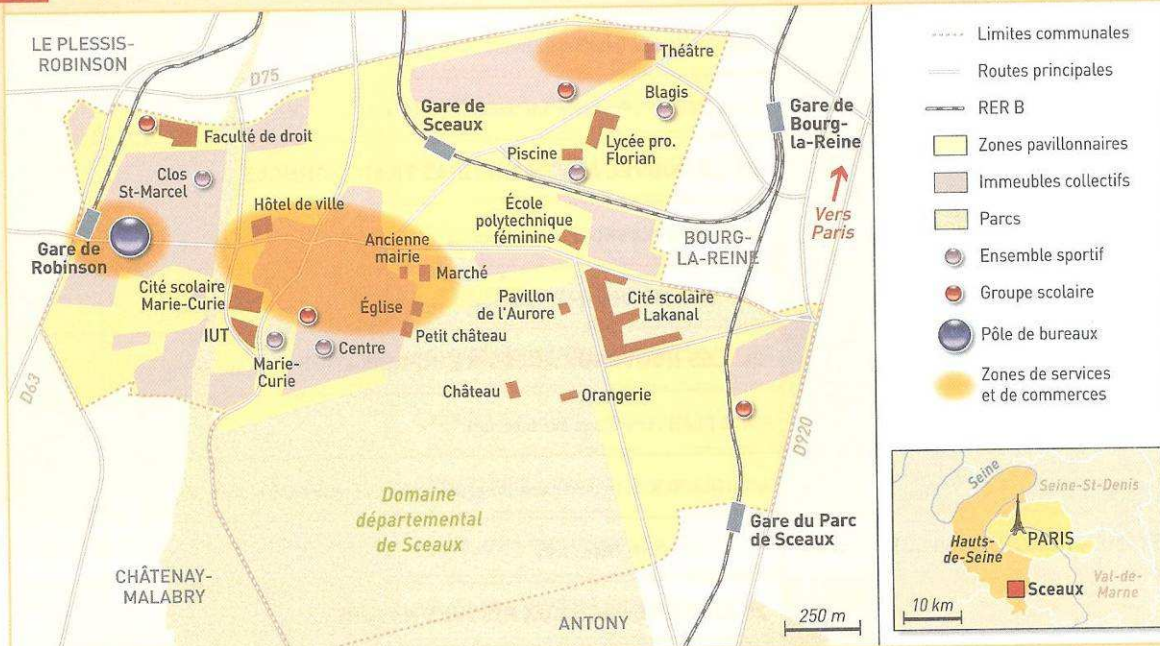 LE PLESSIS-
ROBINSON
D75
Théâtre
Blagis
Gare de
Sceaux
Gare de
Bourg-
la-Reine
Faculté de droit
Lycée pro.
Florian
Piscine
Clos
St-Marcel
Vers
Paris
Hôtel de ville
École
polytechnique
féminine
Gare de
Robinson
Ancienne
mairie
Marché
BOURG-
LA-REINE
Cité scolaire
Marie-Curie
Église
Pavillon
de l'Aurore
Cité scolaire
Lakanal
IUT
Petit château
Marie-
Curie
Centre
Château
Orangerie
D63
D920
Domaine
départemental
de Sceaux
Gare du Parc
de Sceaux
CHÂTENAY-
MALABRY
ANTONY
250 m
Limites communales
Routes principales
RER B
Zones pavillonnaires
Immeubles collectifs
Parcs
Ensemble sportif
Groupe scolaire
Pôle de bureaux
Zones de services
et de commerces
Seine
Seine-St-Denis
Hauts-
de-Seine
PARIS
Val-de-
Marne
Sceaux
10 km